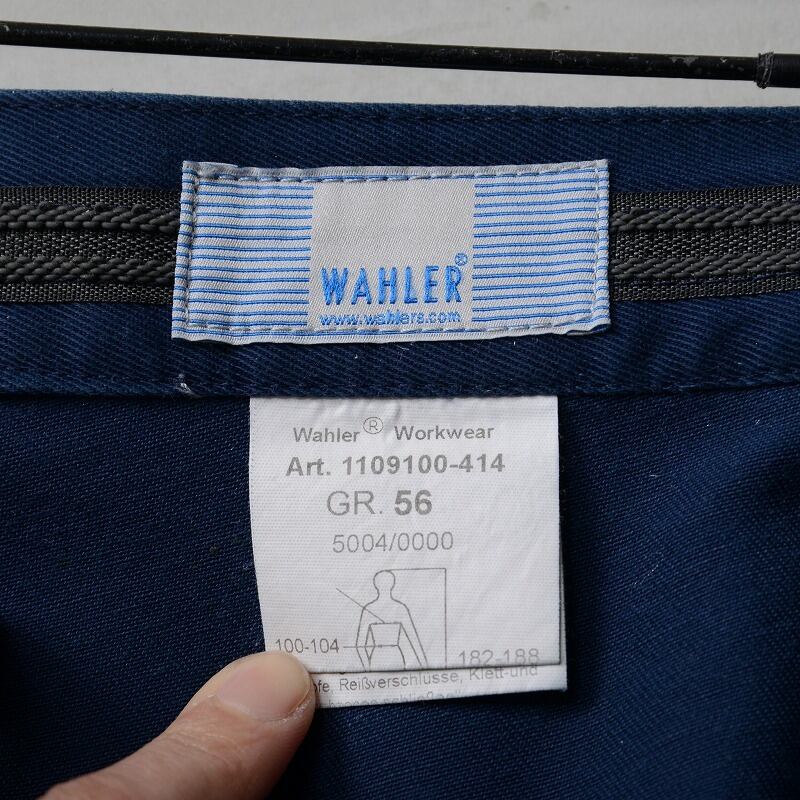 WAHLER®
www.wahlers.com
Wahler® Workwear
Art. 1109100-414
GR. 56
5004/0000
100-104
182-188
Reißverschlüsse, Klett-und